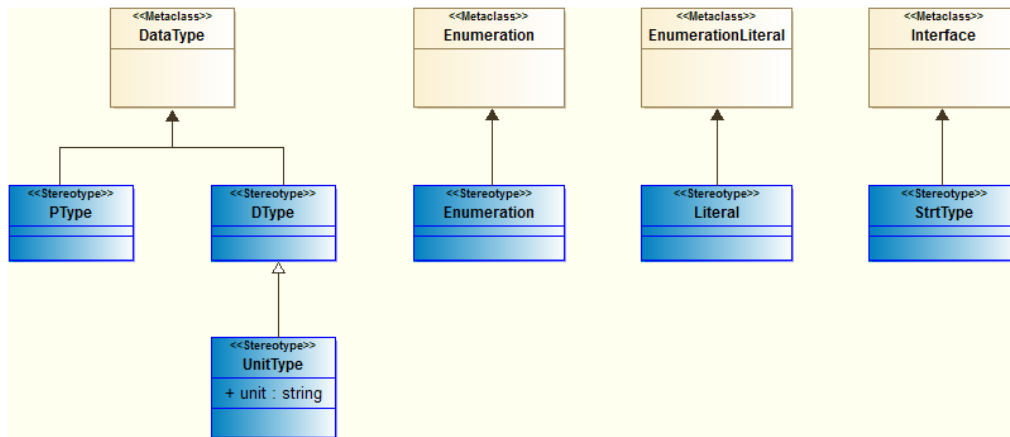 <<Metaclass>>
DataType
<<Metaclass>>
Enumeration
<<Metaclass>>
EnumerationLiteral
<<Metaclass>>
Interface
<<Stereotype>>
PType
<<Stereotype>>
DType
<<Stereotype>>
Enumeration
<<Stereotype>>
Literal
<<Stereotype>>
StrtType
<<Stereotype>>
UnitType
+ unit : string